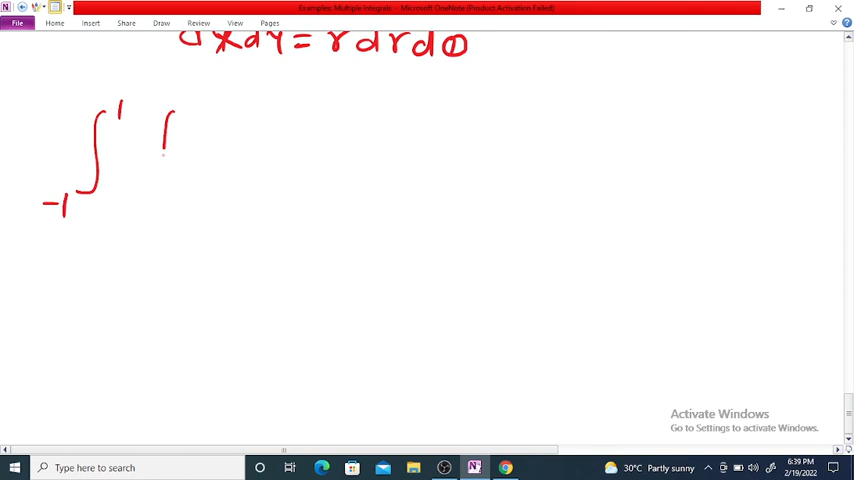 Examples: Multiple Integrals -- Microsoft OneNote (Product Activation Failed)
File Home Insert Share Draw Review View Pages
dxdy = rdrdθ
∫ 1 ∫
-1
Activate Windows
Go to Settings to activate Windows.
Type here to search
30°C Partly sunny
6:39 PM
2/19/2022